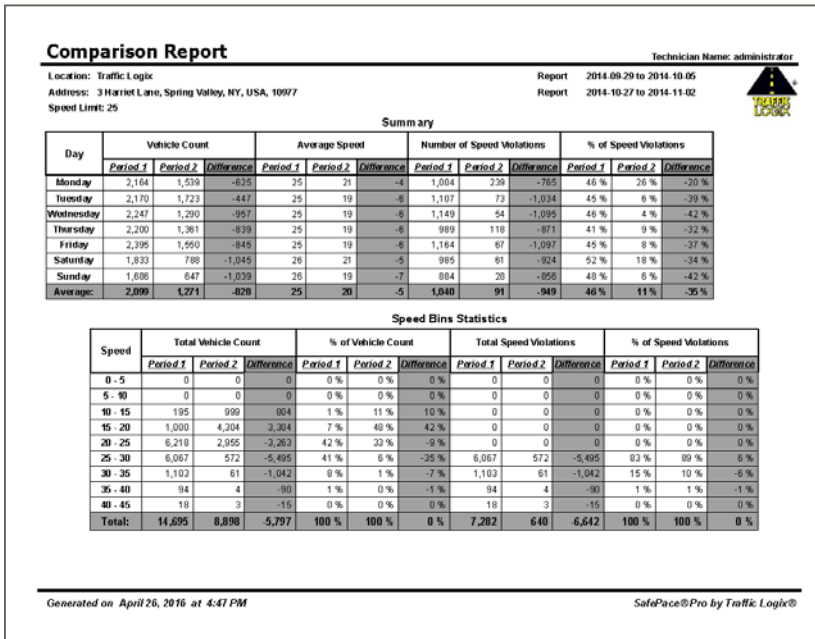 Comparison Report
Technician Name: administrator
Location: Traffic Logix Report 2014-09-29 to 2014-10-05
Address: 3 Harriet Lane, Spring Valley, NY, USA, 10977 Report 2014-10-27 to 2014-11-02
Speed Limit: 25
TRAFFIC
LOGIX
Summary
Day Vehicle Count Average Speed Number of Speed Violations % of Speed Violations
Period 1 Period 2 Difference Period 1 Period 2 Difference Period 1 Period 2 Difference Period 1 Period 2 Difference
Monday 2,164 1,539 -625 25 21 -4 1,004 239 -765 46 % 26 % -20 %
Tuesday 2,170 1,723 -447 25 19 -6 1,107 73 -1,034 45 % 6 % -39 %
Wednesday 2,247 1,290 -957 25 19 -6 1,149 54 -1,095 46 % 4 % -42 %
Thursday 2,200 1,361 -839 25 19 -6 989 118 -871 41 % 9 % -32 %
Friday 2,395 1,550 -845 25 19 -6 1,164 67 -1,097 45 % 8 % -37 %
Saturday 1,833 788 -1,045 26 21 -5 985 61 -924 52 % 18 % -34 %
Sunday 1,686 647 -1,039 26 19 -7 884 28 -856 48 % 6 % -42 %
Average: 2,099 1,271 -828 25 20 -5 1,040 91 -949 46 % 11 % -35 %
Speed Bins Statistics
Speed Total Vehicle Count % of Vehicle Count Total Speed Violations % of Speed Violations
Period 1 Period 2 Difference Period 1 Period 2 Difference Period 1 Period 2 Difference Period 1 Period 2 Difference
0 - 5 0 0 0 0 % 0 % 0 % 0 0 0 0 % 0 % 0 %
5 - 10 0 0 0 0 % 0 % 0 % 0 0 0 0 % 0 % 0 %
10 - 15 195 999 804 1 % 11 % 10 % 0 0 0 0 % 0 % 0 %
15 - 20 1,000 4,304 3,304 7 % 48 % 42 % 0 0 0 0 % 0 % 0 %
20 - 25 6,218 2,955 -3,263 42 % 33 % -9 % 0 0 0 0 % 0 % 0 %
25 - 30 6,067 572 -5,495 41 % 6 % -35 % 6,067 572 -5,495 83 % 89 % 6 %
30 - 35 1,103 61 -1,042 8 % 1 % -7 % 1,103 61 -1,042 15 % 10 % -6 %
35 - 40 94 4 -90 1 % 0 % -1 % 94 4 -90 1 % 1 % -1 %
40 - 45 18 3 -15 0 % 0 % 0 % 18 3 -15 0 % 0 % 0 %
Total: 14,695 8,898 -5,797 100 % 100 % 0 % 7,282 640 -6,642 100 % 100 % 0 %
Generated on April 26, 2016 at 4:47 PM SafePace®Pro by Traffic Logix®